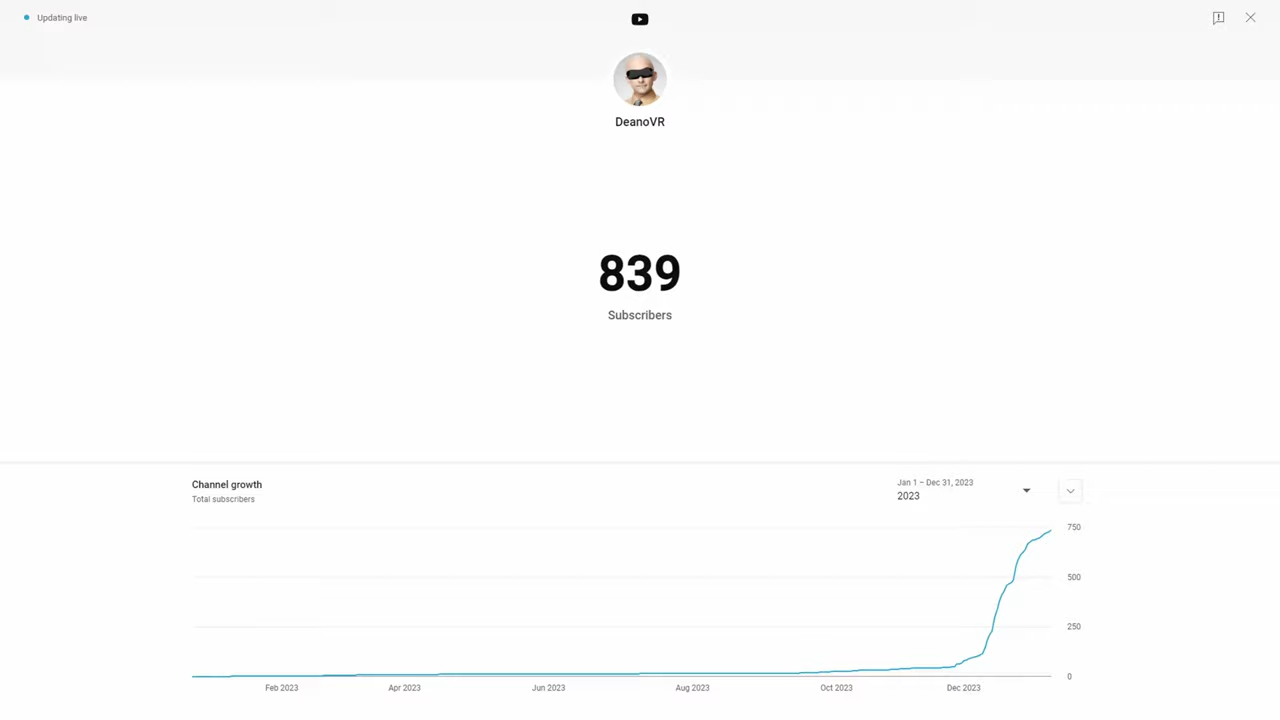 Updating live
DeanoVR
839
Subscribers
Channel growth
Total subscribers
Jan 1 – Dec 31, 2023
2023
750
500
250
0
Feb 2023
Apr 2023
Jun 2023
Aug 2023
Oct 2023
Dec 2023